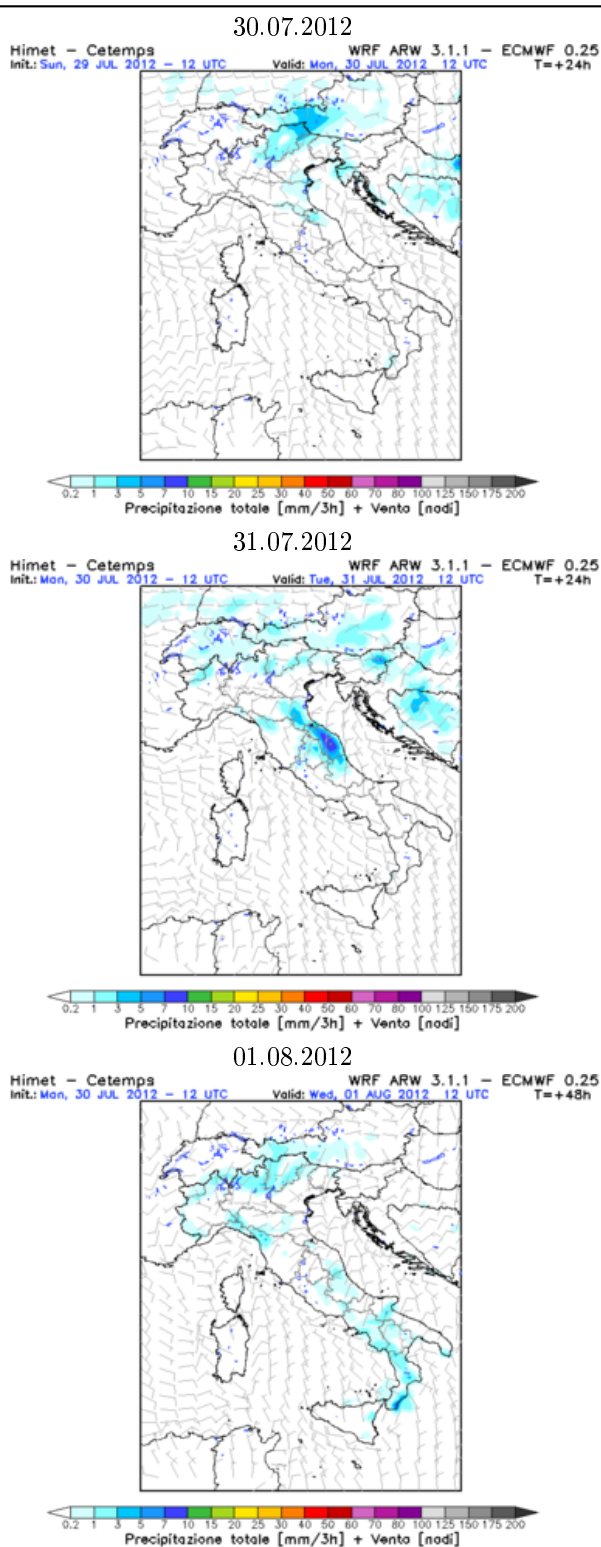 30.07.2012
Himet - Cetemps WRF ARW 3.1.1 - ECMWF 0.25
Init.: Sun, 29 JUL 2012 - 12 UTC Valid: Mon, 30 JUL 2012 12 UTC T=+24h
0.2 1 3 5 7 10 15 20 25 30 40 50 60 70 80 100 125 150 175 200
Precipitazione totale [mm/3h] + Vento [nodi]
31.07.2012
Himet - Cetemps WRF ARW 3.1.1 - ECMWF 0.25
Init.: Mon, 30 JUL 2012 - 12 UTC Valid: Tue, 31 JUL 2012 12 UTC T=+24h
0.2 1 3 5 7 10 15 20 25 30 40 50 60 70 80 100 125 150 175 200
Precipitazione totale [mm/3h] + Vento [nodi]
01.08.2012
Himet - Cetemps WRF ARW 3.1.1 - ECMWF 0.25
Init.: Mon, 30 JUL 2012 - 12 UTC Valid: Wed, 01 AUG 2012 12 UTC T=+48h
0.2 1 3 5 7 10 15 20 25 30 40 50 60 70 80 100 125 150 175 200
Precipitazione totale [mm/3h] + Vento [nodi]